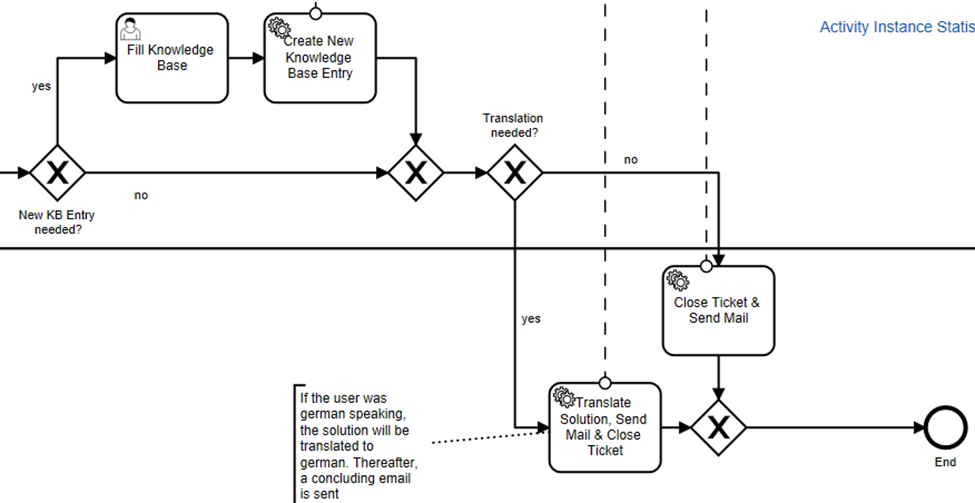 Activity Instance Statis
Fill Knowledge
Base
Create New
Knowledge
Base Entry
yes
Translation
needed?
no
no
New KB Entry
needed?
Close Ticket &
Send Mail
yes
If the user was
german speaking,
the solution will be
translated to
german. Thereafter,
a concluding email
is sent
Translate
Solution, Send
Mail & Close
Ticket
End